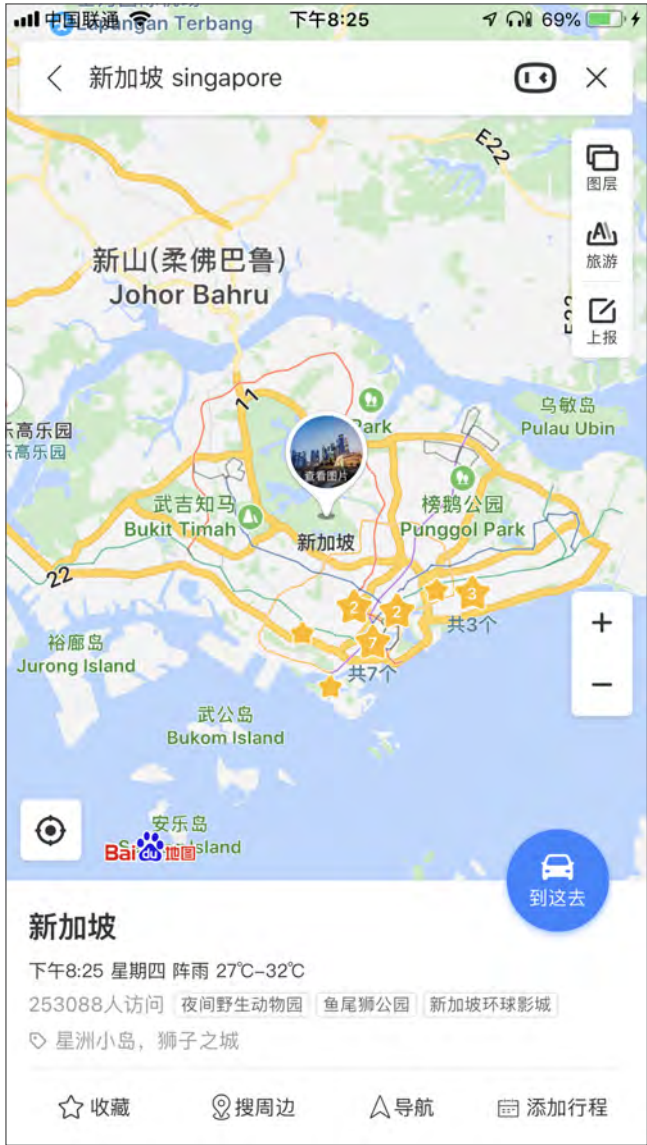 中国联通
下午8:25
69%
Lapangan Terbang
新加坡 singapore
E22
图层
旅游
上报
新山(柔佛巴鲁)
Johor Bahru
11
Park
乌敏岛
Pulau Ubin
乐高乐园
乐高乐园
查看图片
武吉知马
Bukit Timah
新加坡
榜鹅公园
Punggol Park
22
2
2
3
共3个
7
共7个
裕廊岛
Jurong Island
武公岛
Bukom Island
安乐岛
Island
Bai du 地图
+
−
到这去
新加坡
下午8:25 星期四 阵雨 27℃-32℃
253088人访问 夜间野生动物园 鱼尾狮公园 新加坡环球影城
星洲小岛，狮子之城
收藏 搜周边 导航 添加行程